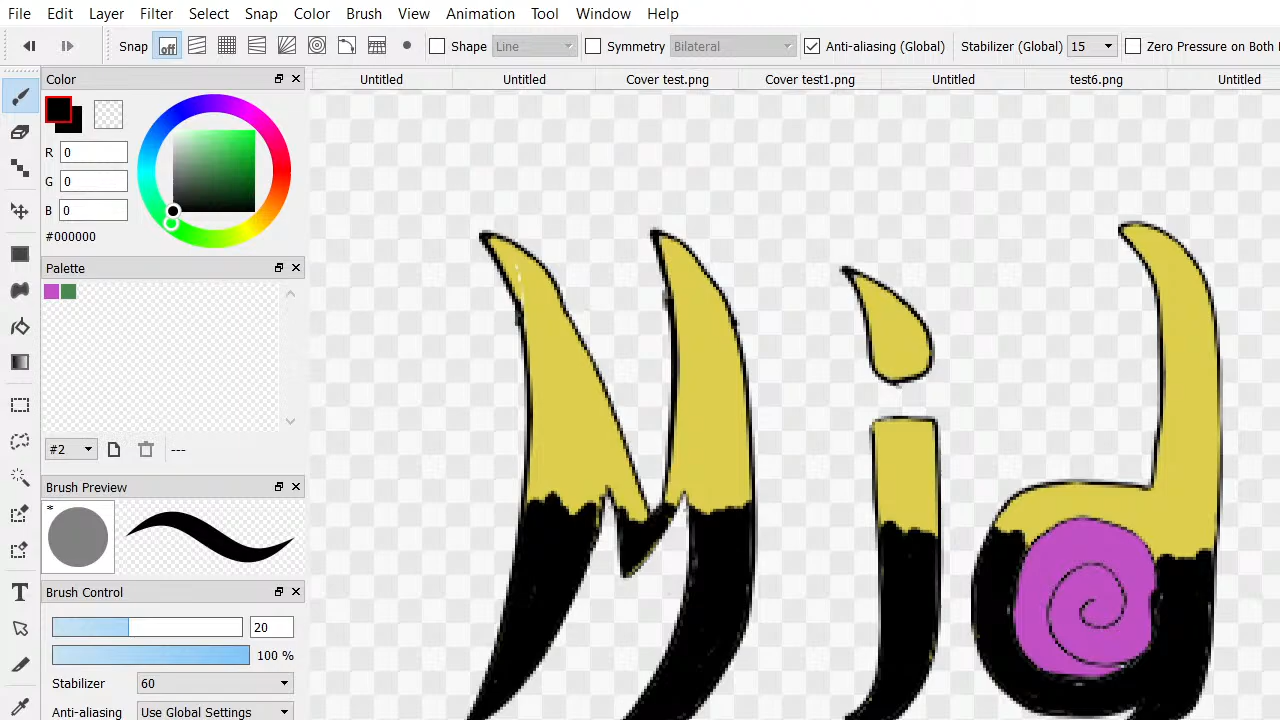 File Edit Layer Filter Select Snap Color Brush View Animation Tool Window Help
Snap off Shape Line Symmetry Bilateral Anti-aliasing (Global) Stabilizer (Global) 15 Zero Pressure on Both
Color Untitled Untitled Cover test.png Cover test1.png Untitled test6.png Untitled
R 0
G 0
B 0
#000000
Palette
#2 ---
Brush Preview
*
Brush Control
20
100 %
Stabilizer 60
Anti-aliasing Use Global Settings
Mid